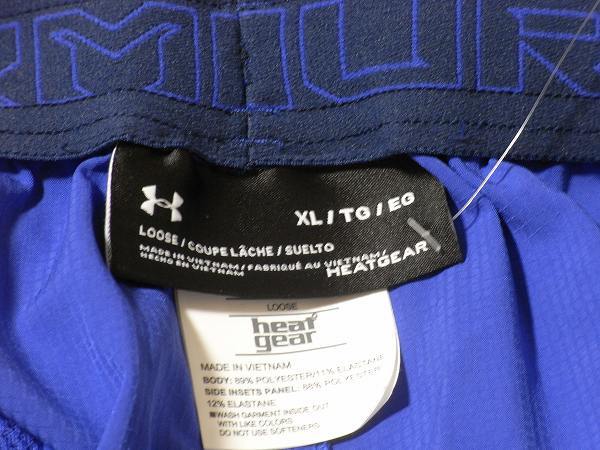 RMOUR
XL / TG / EG
LOOSE / COUPE LÂCHE / SUELTO
MADE IN VIETNAM / FABRIQUÉ AU VIETNAM /
HECHO EN VIETNAM
HEATGEAR
LOOSE
heat
gear
MADE IN VIETNAM
BODY: 89% POLYESTER/11% ELASTANE
SIDE INSETS PANEL: 88% POLYESTER
12% ELASTANE
■WASH GARMENT INSIDE OUT
WITH LIKE COLORS
DO NOT USE SOFTENERS